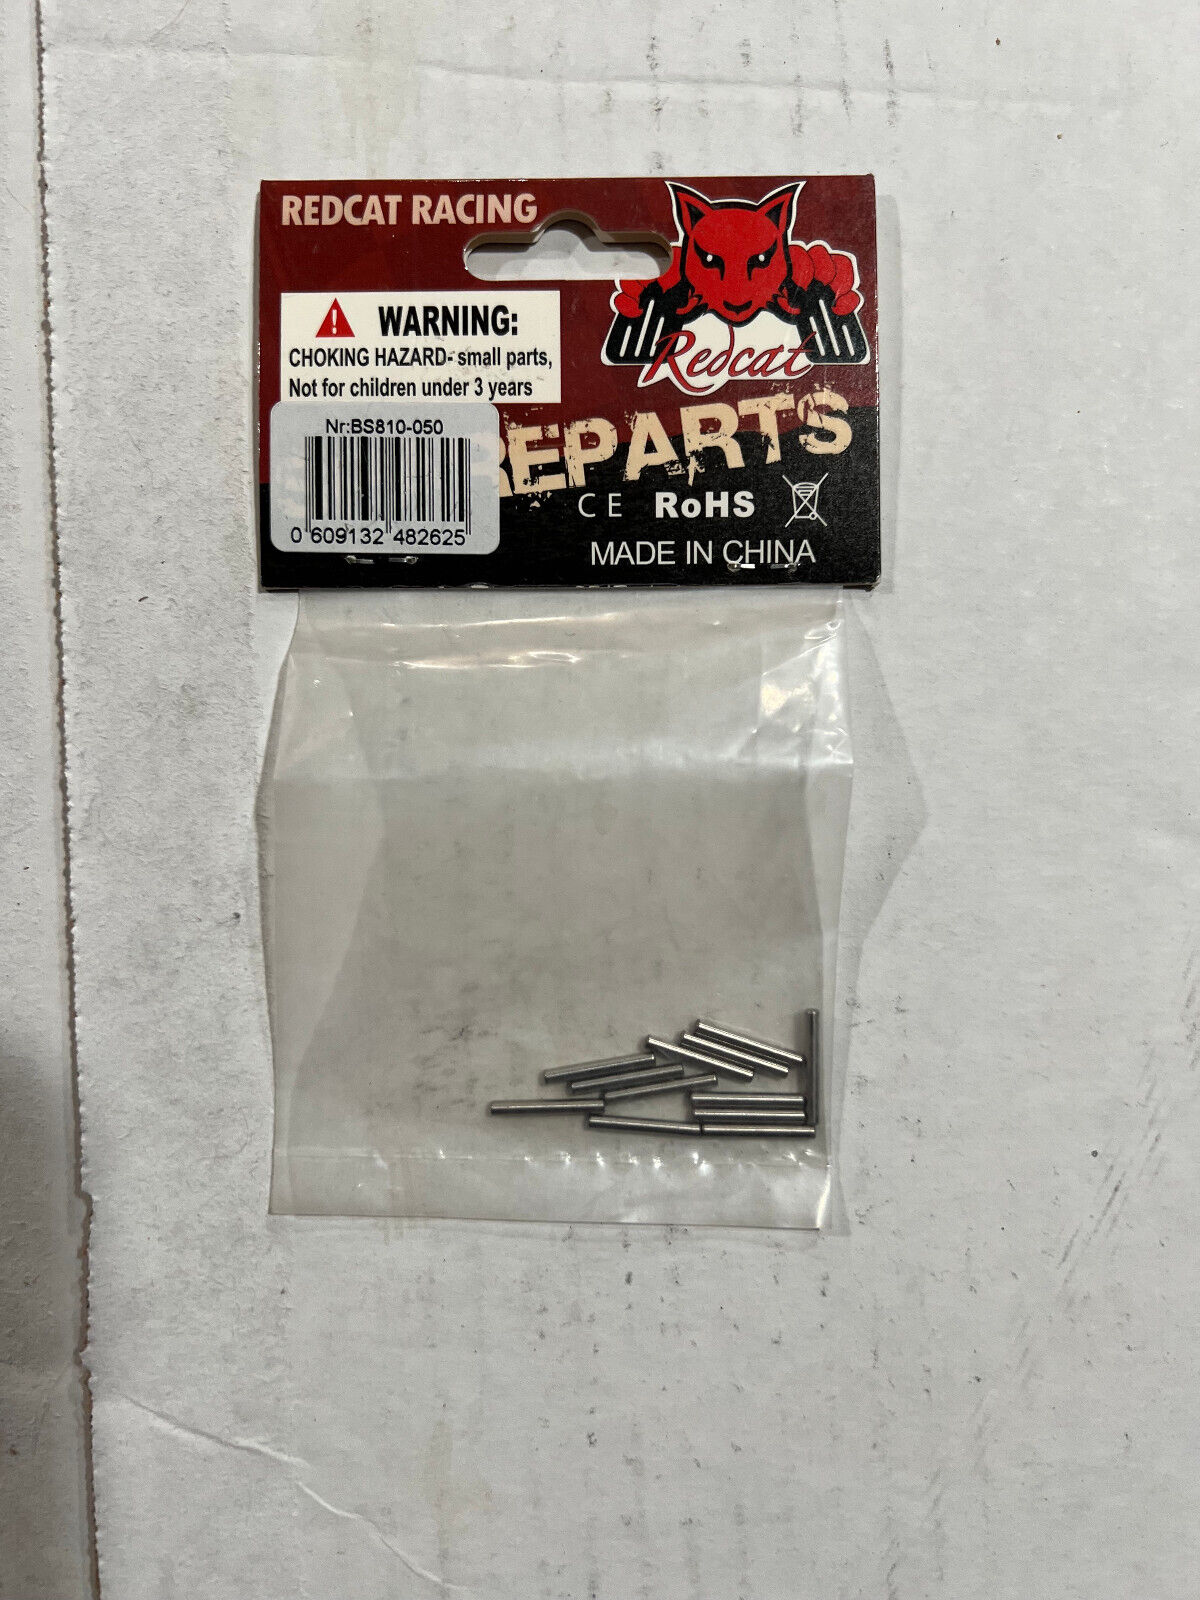 REDCAT RACING
WARNING:
CHOKING HAZARD- small parts,
Not for children under 3 years
Redcat
Nr:BS810-050
REPARTS
CE RoHS
0 609132 482625
MADE IN CHINA